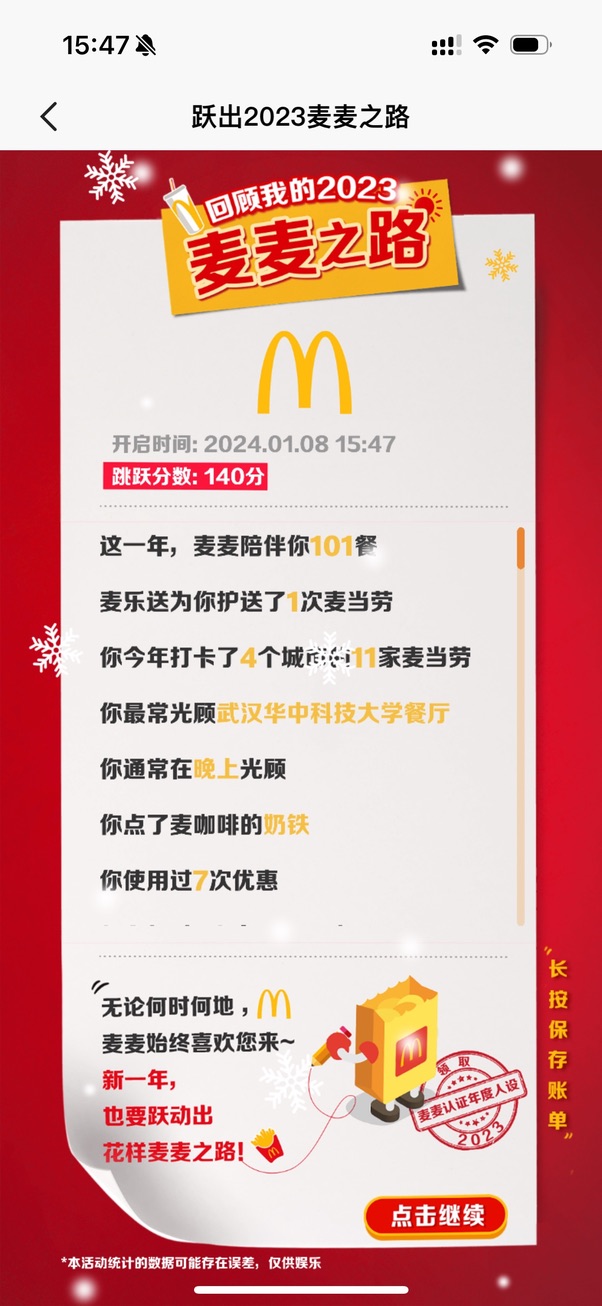 15:47
跃出2023麦麦之路
回顾我的2023
麦麦之路
开启时间: 2024.01.08 15:47
跳跃分数: 140分
这一年，麦麦陪伴你101餐
麦乐送为你护送了1次麦当劳
你今年打卡了4个城市的11家麦当劳
你最常光顾武汉华中科技大学餐厅
你通常在晚上光顾
你点了麦咖啡的奶铁
你使用过7次优惠
无论何时何地，
麦麦始终喜欢您来~
新一年，
也要跃动出
花样麦麦之路!
领取
麦麦认证年度人设
2023
"长按保存账单"
点击继续
*本活动统计的数据可能存在误差，仅供娱乐